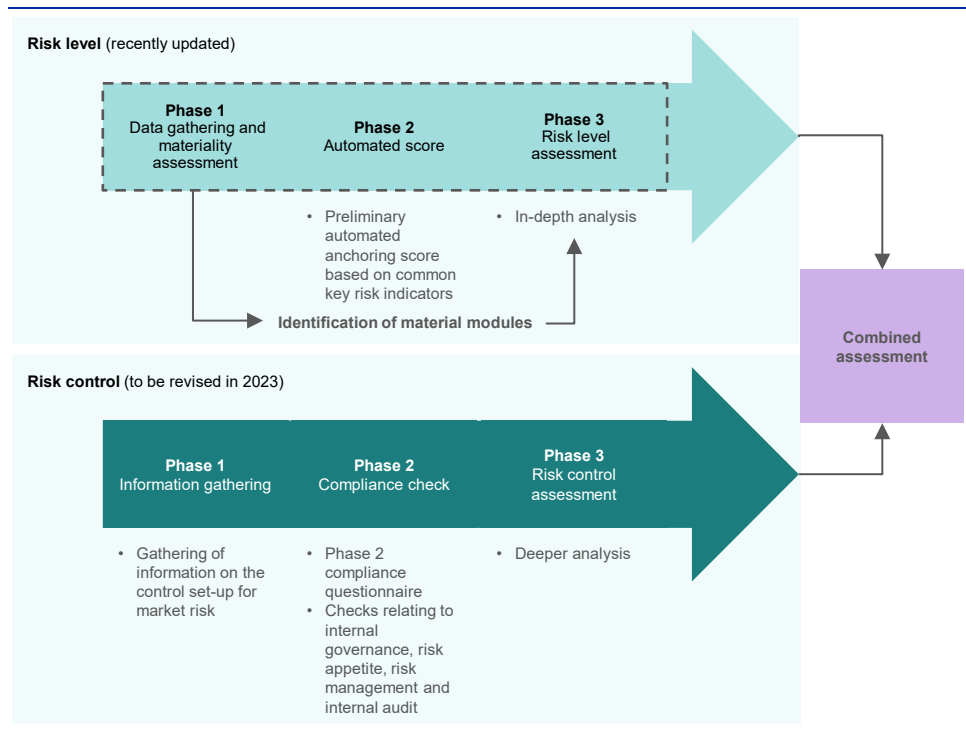 Risk level (recently updated)
Phase 1
Data gathering and
materiality
assessment
Phase 2
Automated score
Phase 3
Risk level
assessment
• Preliminary
automated
anchoring score
based on common
key risk indicators
• In-depth analysis
Identification of material modules
Combined
assessment
Risk control (to be revised in 2023)
Phase 1
Information gathering
Phase 2
Compliance check
Phase 3
Risk control
assessment
• Gathering of
information on the
control set-up for
market risk
• Phase 2
compliance
questionnaire
• Checks relating to
internal
governance, risk
appetite, risk
management and
internal audit
• Deeper analysis